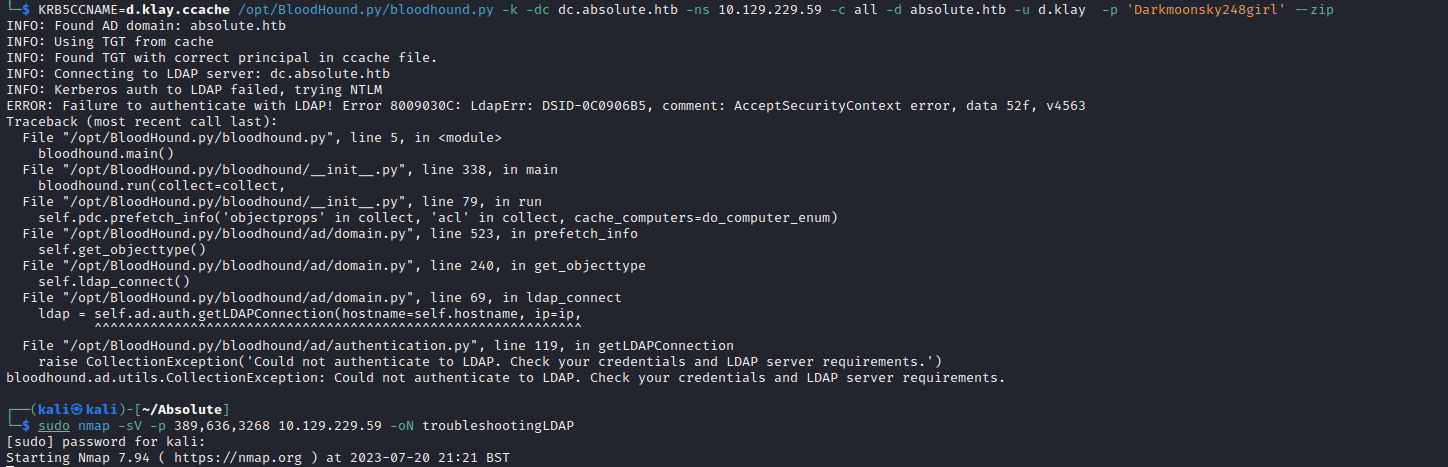 └─$ KRB5CCNAME=d.klay.ccache /opt/BloodHound.py/bloodhound.py -k -dc dc.absolute.htb -ns 10.129.229.59 -c all -d absolute.htb -u d.klay  -p 'Darkmoonsky248girl' --zip
INFO: Found AD domain: absolute.htb
INFO: Using TGT from cache
INFO: Found TGT with correct principal in ccache file.
INFO: Connecting to LDAP server: dc.absolute.htb
INFO: Kerberos auth to LDAP failed, trying NTLM
ERROR: Failure to authenticate with LDAP! Error 8009030C: LdapErr: DSID-0C0906B5, comment: AcceptSecurityContext error, data 52f, v4563
Traceback (most recent call last):
  File "/opt/BloodHound.py/bloodhound.py", line 5, in <module>
    bloodhound.main()
  File "/opt/BloodHound.py/bloodhound/__init__.py", line 338, in main
    bloodhound.run(collect=collect,
  File "/opt/BloodHound.py/bloodhound/__init__.py", line 79, in run
    self.pdc.prefetch_info('objectprops' in collect, 'acl' in collect, cache_computers=do_computer_enum)
  File "/opt/BloodHound.py/bloodhound/ad/domain.py", line 523, in prefetch_info
    self.get_objecttype()
  File "/opt/BloodHound.py/bloodhound/ad/domain.py", line 240, in get_objecttype
    self.ldap_connect()
  File "/opt/BloodHound.py/bloodhound/ad/domain.py", line 69, in ldap_connect
    ldap = self.ad.auth.getLDAPConnection(hostname=self.hostname, ip=ip,
           ^^^^^^^^^^^^^^^^^^^^^^^^^^^^^^^^^^^^^^^^^^^^^^^^^^^^^^^^^^^^^
  File "/opt/BloodHound.py/bloodhound/ad/authentication.py", line 119, in getLDAPConnection
    raise CollectionException('Could not authenticate to LDAP. Check your credentials and LDAP server requirements.')
bloodhound.ad.utils.CollectionException: Could not authenticate to LDAP. Check your credentials and LDAP server requirements.
┌──(kali㉿kali)-[~/Absolute]
└─$ sudo nmap -sV -p 389,636,3268 10.129.229.59 -oN troubleshootingLDAP
[sudo] password for kali:
Starting Nmap 7.94 ( https://nmap.org ) at 2023-07-20 21:21 BST